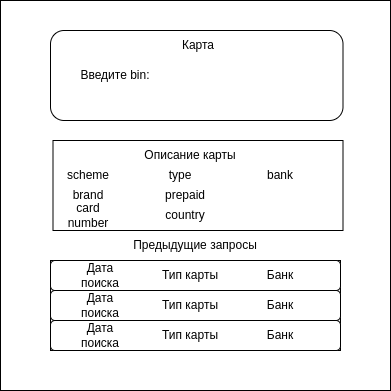 Карта
Введите bin:
Описание карты
scheme type bank
brand prepaid
card
number country
Предыдущие запросы
Дата
поиска Тип карты Банк
Дата
поиска Тип карты Банк
Дата
поиска Тип карты Банк